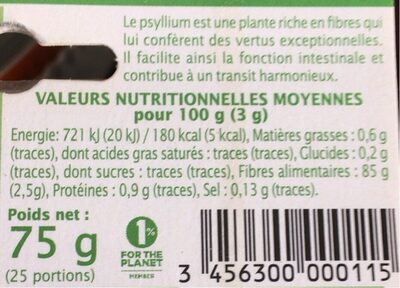 Le psyllium est une plante riche en fibres qui
lui confèrent des vertus exceptionnelles.
Il facilite ainsi la fonction intestinale et
contribue à un transit harmonieux.
VALEURS NUTRITIONNELLES MOYENNES
pour 100 g (3 g)
Energie: 721 kJ (20 kJ) / 180 kcal (5 kcal), Matières grasses : 0,6 g
(traces), dont acides gras saturés : traces (traces), Glucides : 0,2 g
(traces), dont sucres : traces (traces), Fibres alimentaires : 85 g
(2,5g), Protéines : 0,9 g (traces), Sel : 0,13 g (traces).
Poids net :
75 g
(25 portions)
1%
FOR THE
PLANET
MEMBER
3 456300 000115